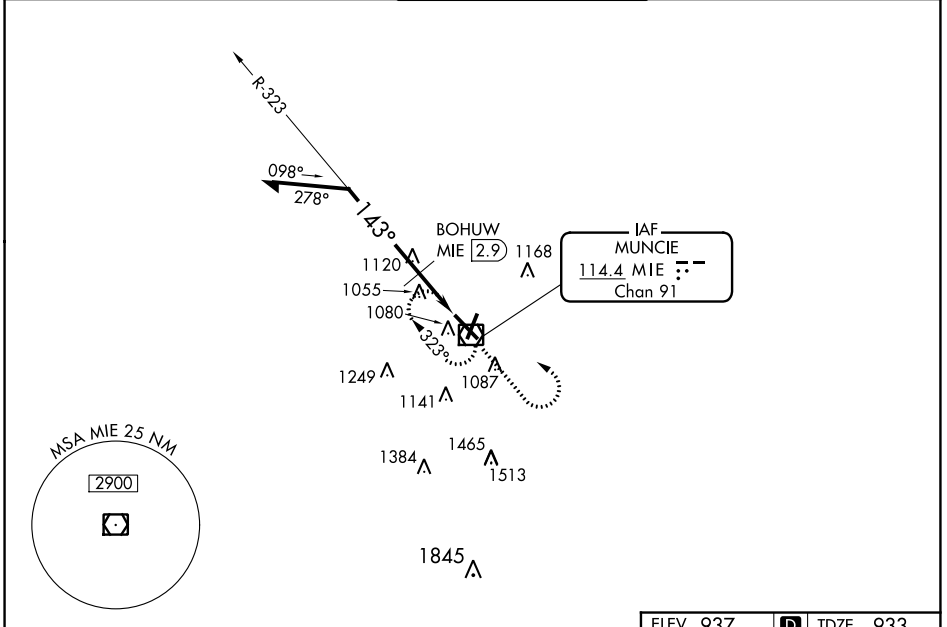 R-323
098°
278°
143°
BOHUW
MIE 2.9
1168
1120
1055
1080
323°
IAF
MUNCIE
114.4 MIE
Chan 91
1249
1087
1141
1384
1465
1513
1845
MSA MIE 25 NM
2900
ELEV 937 D TDZE 933